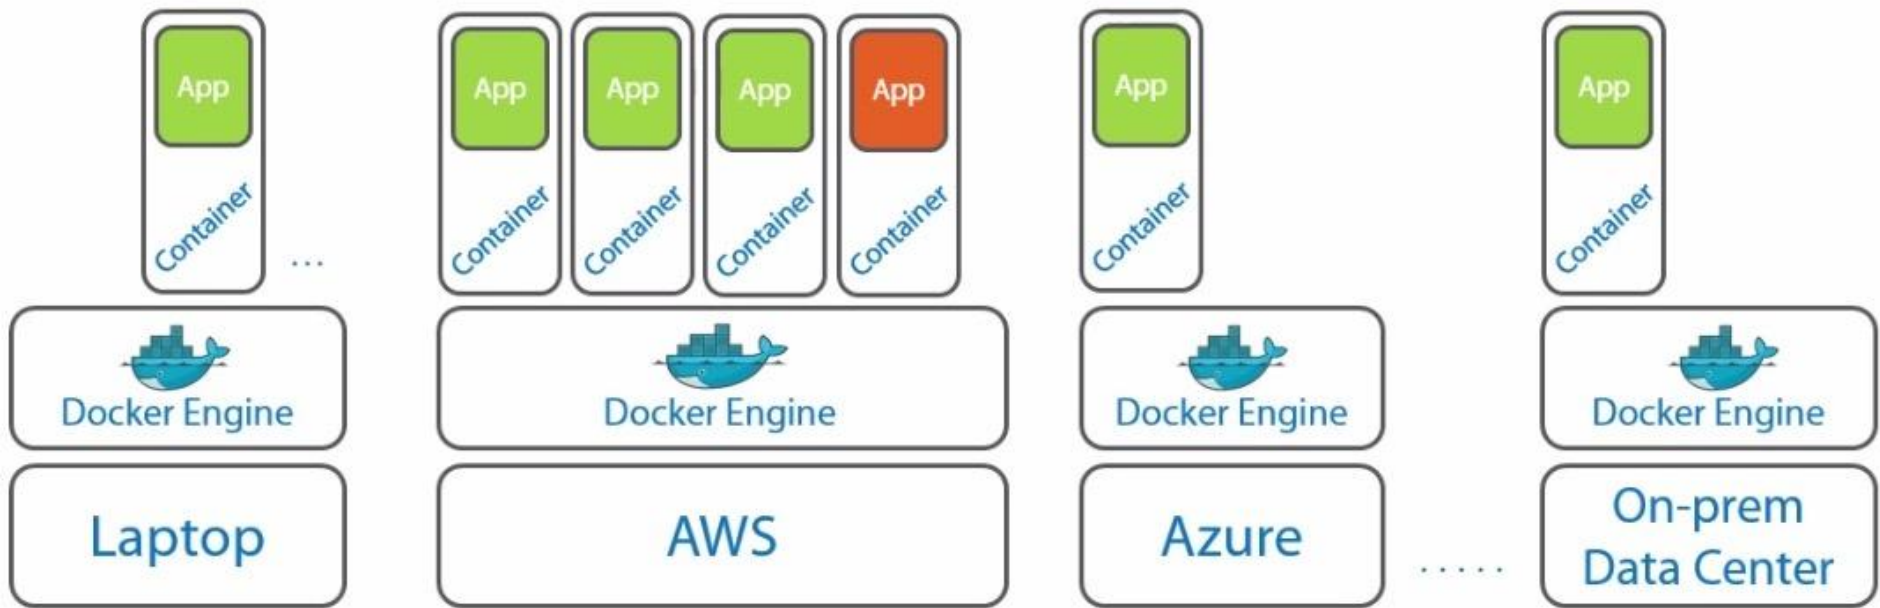 App
Container
...
App
Container
App
Container
App
Container
App
Container
App
Container
App
Container
Docker Engine
Docker Engine
Docker Engine
Docker Engine
Laptop
AWS
Azure
.....
On-prem
Data Center